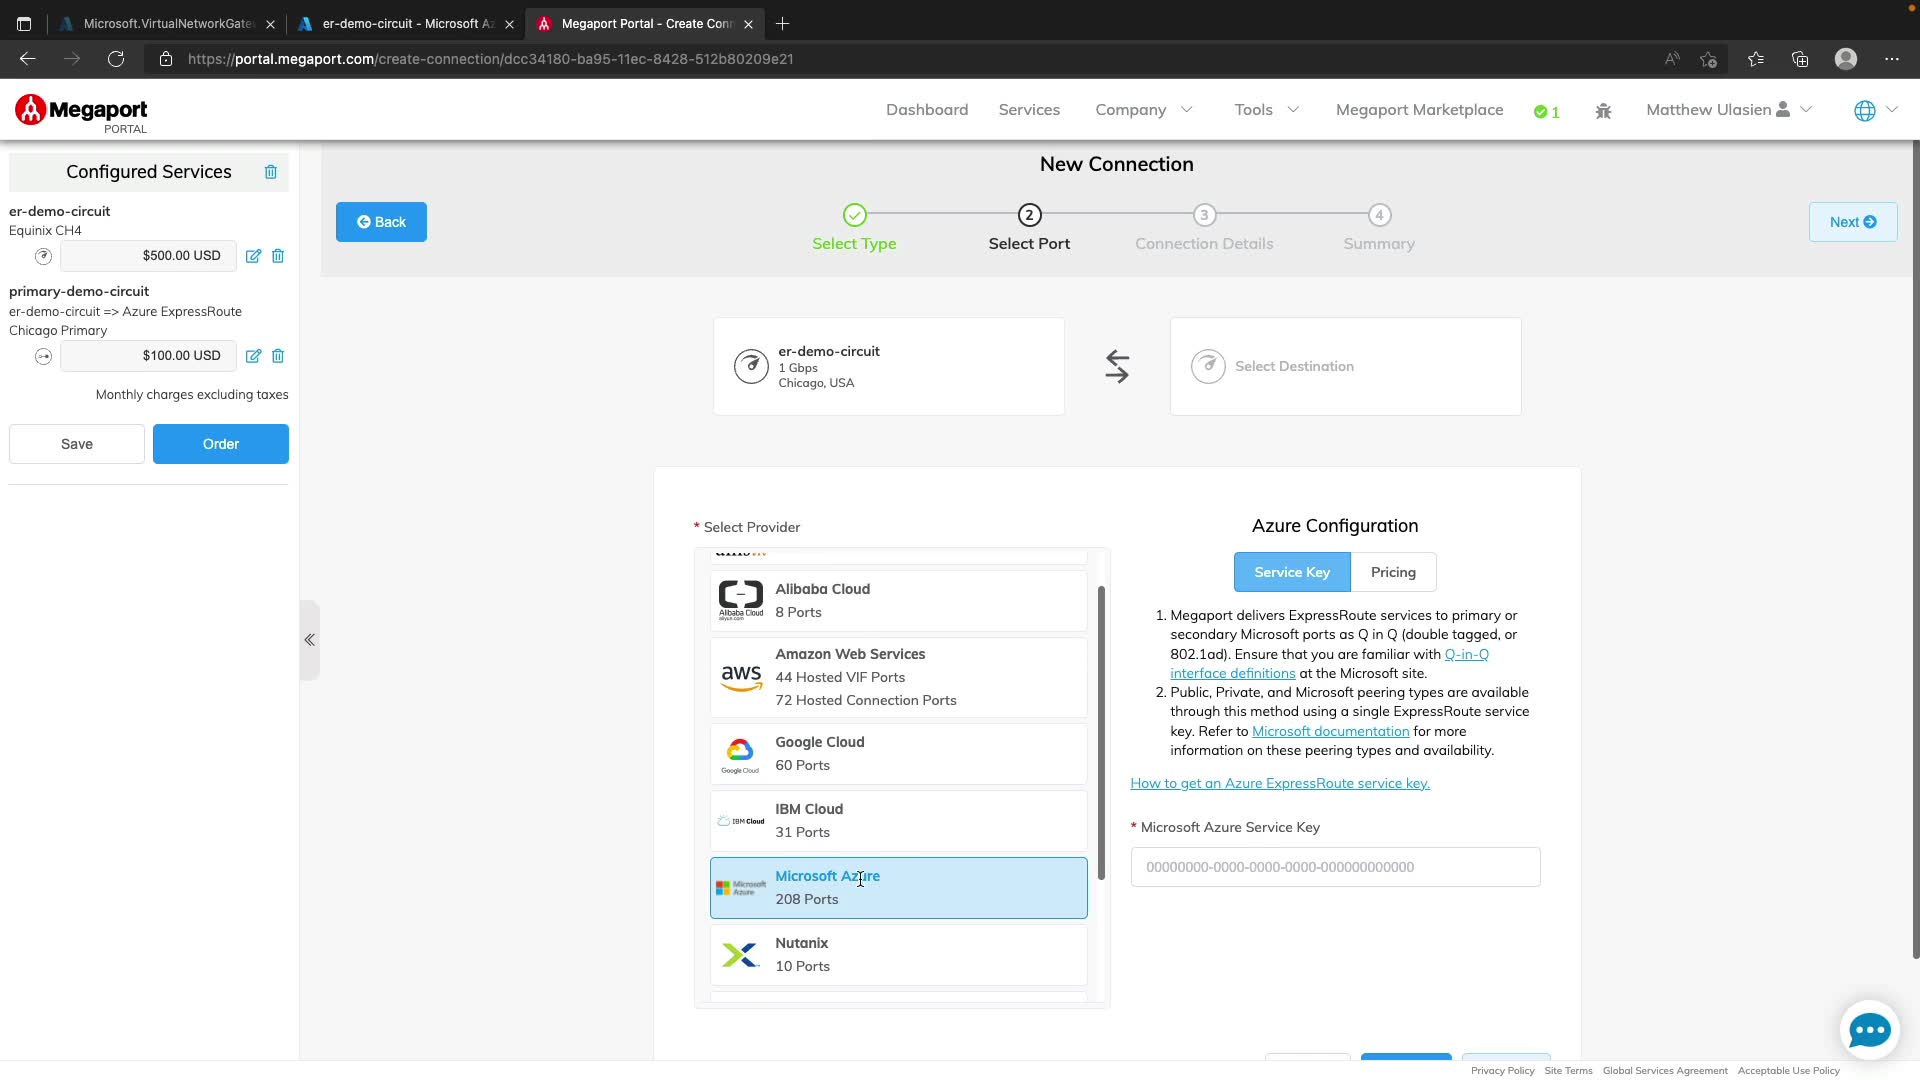 Microsoft.VirtualNetworkGate
er-demo-circuit - Microsoft Az
Megaport Portal - Create Conn
https://portal.megaport.com/create-connection/dcc34180-ba95-11ec-8428-512b80209e21
Megaport
PORTAL
Dashboard
Services
Company
Tools
Megaport Marketplace
1
Matthew Ulasien
Configured Services
er-demo-circuit
Equinix CH4
$500.00 USD
primary-demo-circuit
er-demo-circuit => Azure ExpressRoute
Chicago Primary
$100.00 USD
Monthly charges excluding taxes
Save
Order
New Connection
Back
2
3
4
Select Type
Select Port
Connection Details
Summary
Next
er-demo-circuit
1 Gbps
Chicago, USA
Select Destination
* Select Provider
Alibaba Cloud
8 Ports
Alibaba Cloud
aliyun.com
Amazon Web Services
44 Hosted VIF Ports
72 Hosted Connection Ports
aws
Google Cloud
60 Ports
Google Cloud
IBM Cloud
31 Ports
IBM Cloud
Microsoft Azure
208 Ports
Microsoft
Azure
Nutanix
10 Ports
Azure Configuration
Service Key
Pricing
1. Megaport delivers ExpressRoute services to primary or
secondary Microsoft ports as Q in Q (double tagged, or
802.1ad). Ensure that you are familiar with Q-in-Q
interface definitions at the Microsoft site.
2. Public, Private, and Microsoft peering types are available
through this method using a single ExpressRoute service
key. Refer to Microsoft documentation for more
information on these peering types and availability.
How to get an Azure ExpressRoute service key.
* Microsoft Azure Service Key
00000000-0000-0000-0000-000000000000
Privacy Policy
Site Terms
Global Services Agreement
Acceptable Use Policy